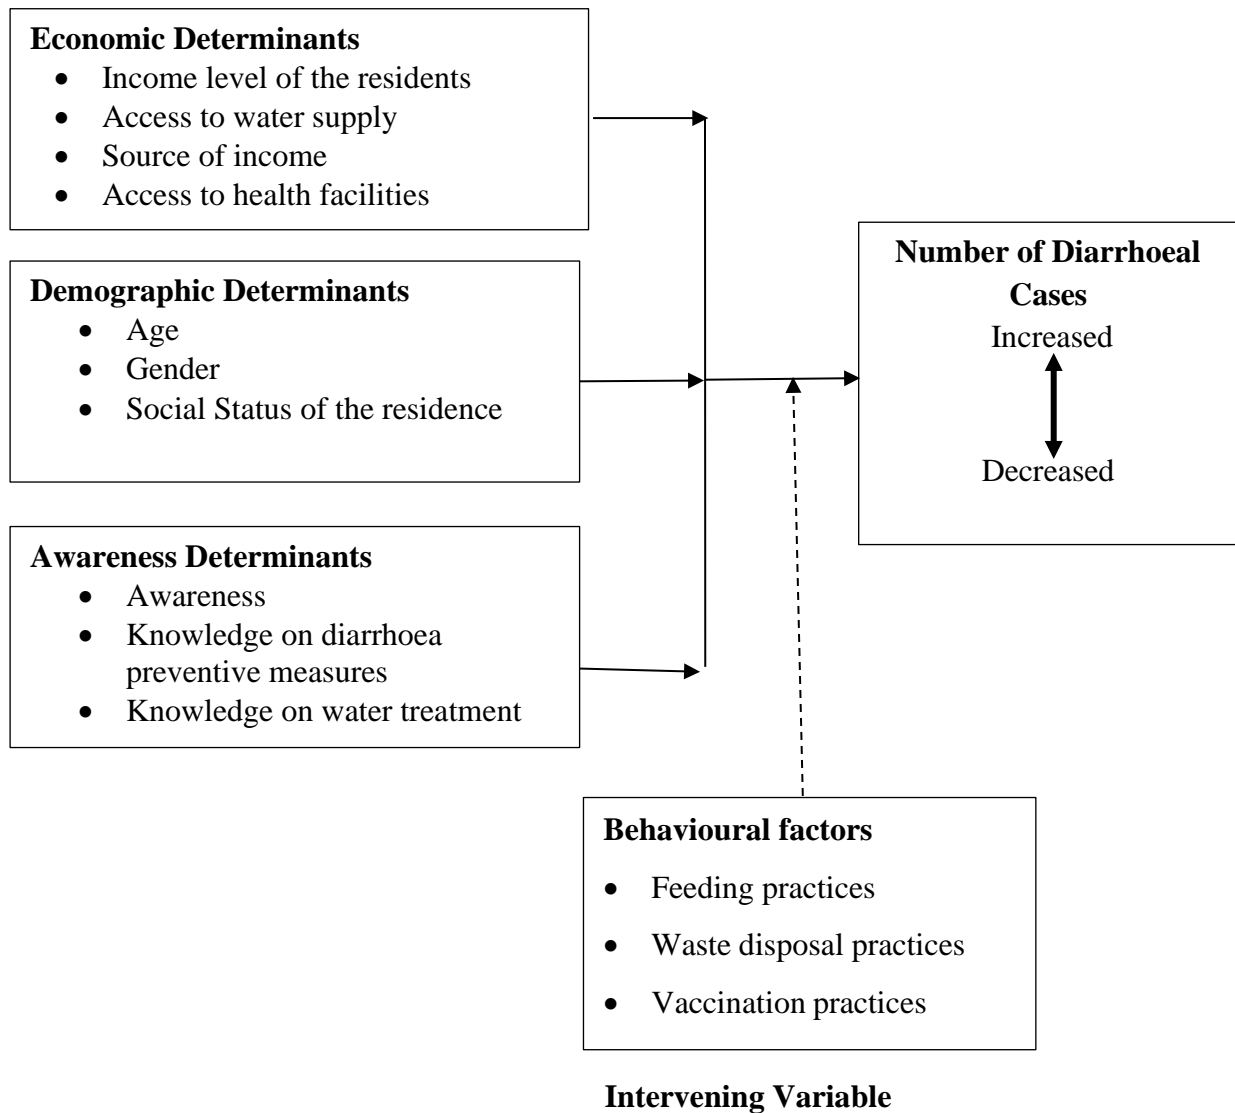 Economic Determinants
• Income level of the residents
• Access to water supply
• Source of income
• Access to health facilities
Demographic Determinants
• Age
• Gender
• Social Status of the residence
Awareness Determinants
• Awareness
• Knowledge on diarrhoea
preventive measures
• Knowledge on water treatment
Number of Diarrhoeal
Cases
Increased
Decreased
Behavioural factors
• Feeding practices
• Waste disposal practices
• Vaccination practices
Intervening Variable